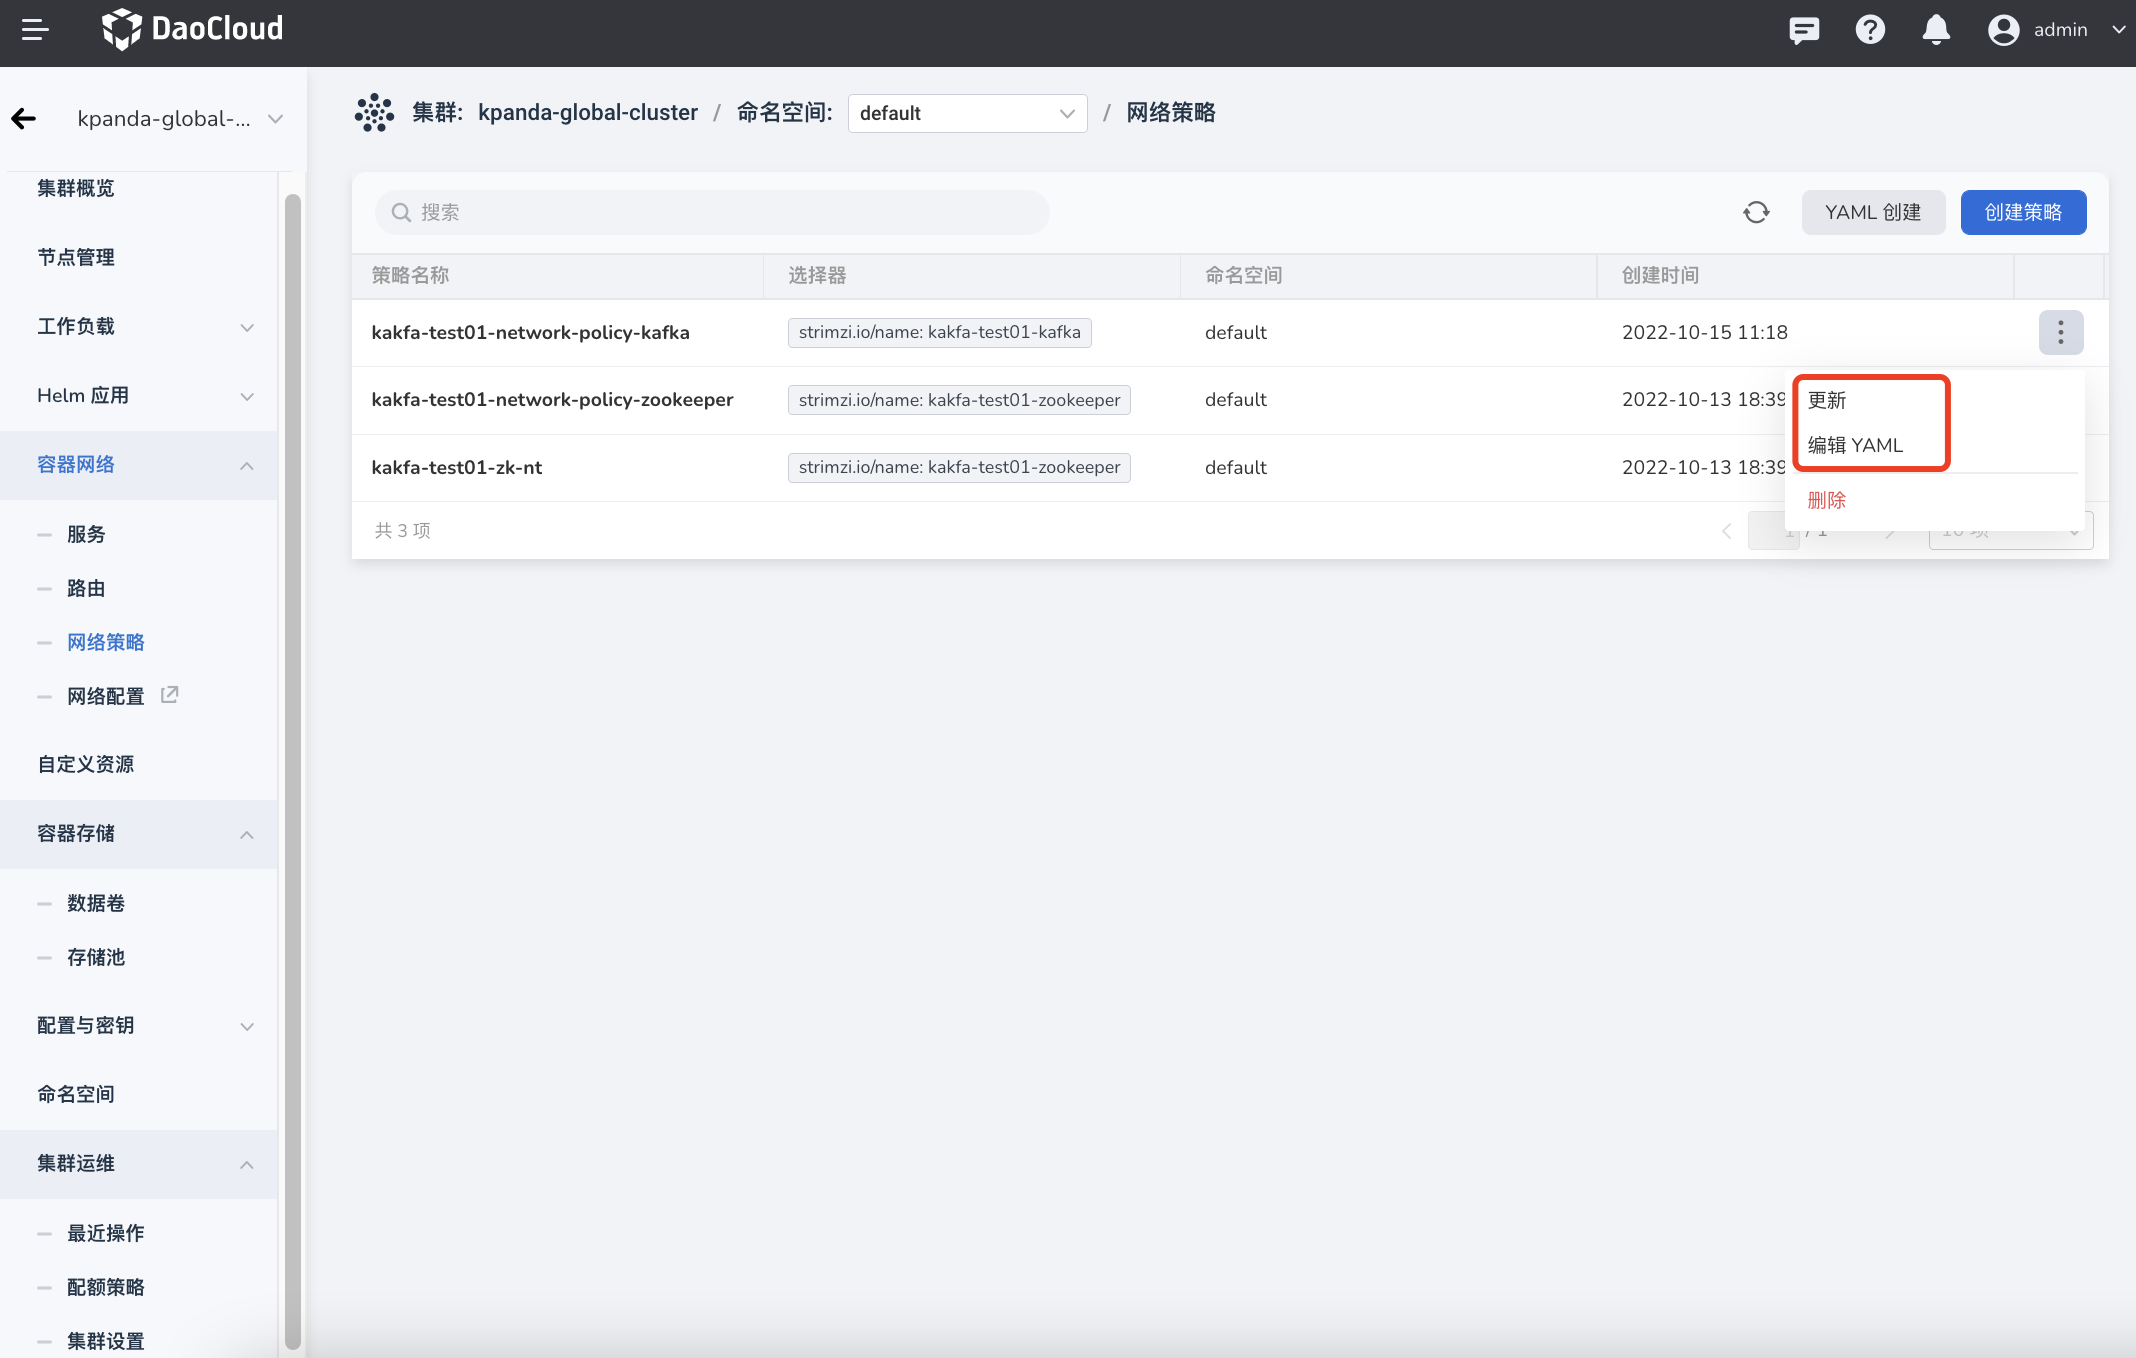 DaoCloud
admin
kpanda-global-...
集群概览
节点管理
工作负载
Helm 应用
容器网络
服务
路由
网络策略
网络配置
自定义资源
容器存储
数据卷
存储池
配置与密钥
命名空间
集群运维
最近操作
配额策略
集群设置
集群: kpanda-global-cluster / 命名空间: default / 网络策略
搜索
YAML 创建
创建策略
策略名称 选择器 命名空间 创建时间
kakfa-test01-network-policy-kafka strimzi.io/name: kakfa-test01-kafka default 2022-10-15 11:18
kakfa-test01-network-policy-zookeeper strimzi.io/name: kakfa-test01-zookeeper default 2022-10-13 18:39
kakfa-test01-zk-nt strimzi.io/name: kakfa-test01-zookeeper default 2022-10-13 18:39
更新
编辑 YAML
删除
共 3 项
1 / 1
10 项